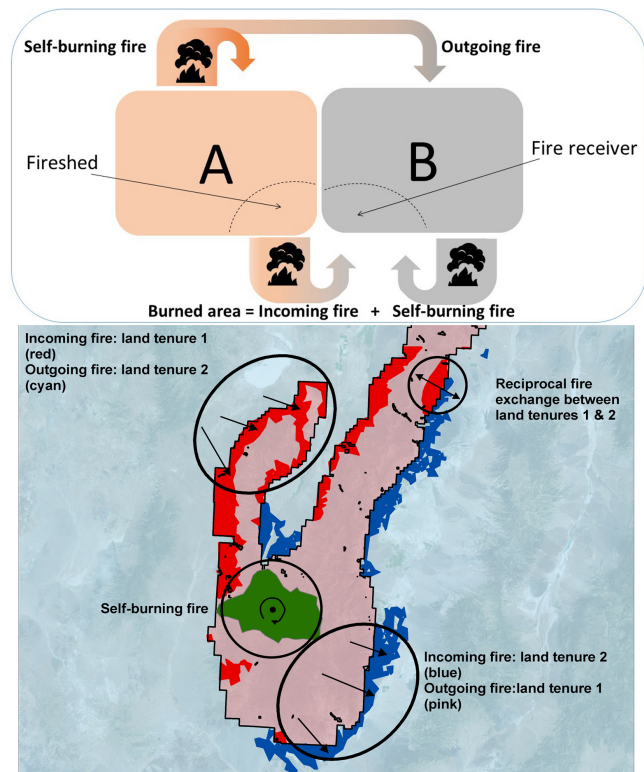 Self-burning fire
Outgoing fire
A
B
Fireshed
Fire receiver
Burned area = Incoming fire + Self-burning fire
Incoming fire: land tenure 1
(red)
Outgoing fire: land tenure 2
(cyan)
Reciprocal fire
exchange between
land tenures 1 & 2
Self-burning fire
Incoming fire: land tenure 2
(blue)
Outgoing fire:land tenure 1
(pink)